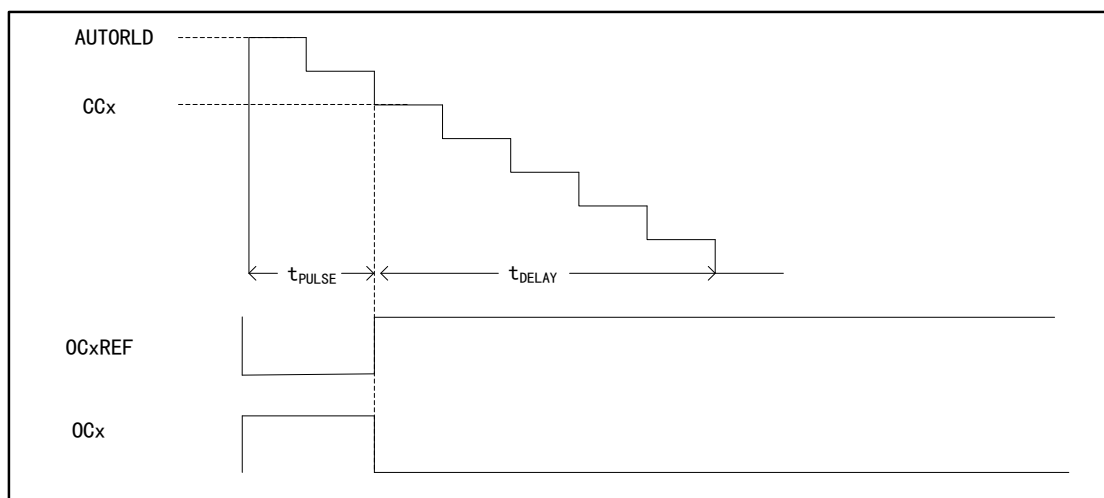 AUTORLD
CCx
tPULSE
tDELAY
OCxREF
OCx